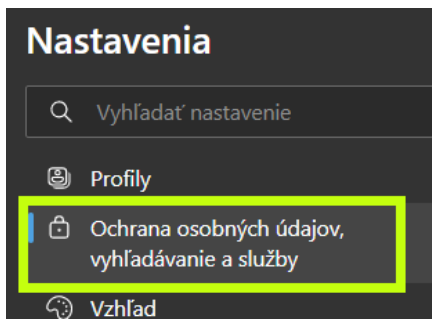 Nastavenia
Vyhľadať nastavenie
Profily
Ochrana osobných údajov,
vyhľadávanie a služby
Vzhľad